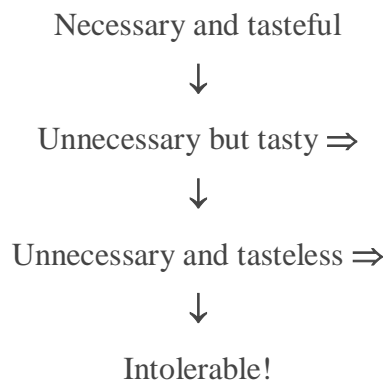 Necessary and tasteful
↓
Unnecessary but tasty ⇒
↓
Unnecessary and tasteless ⇒
↓
Intolerable!